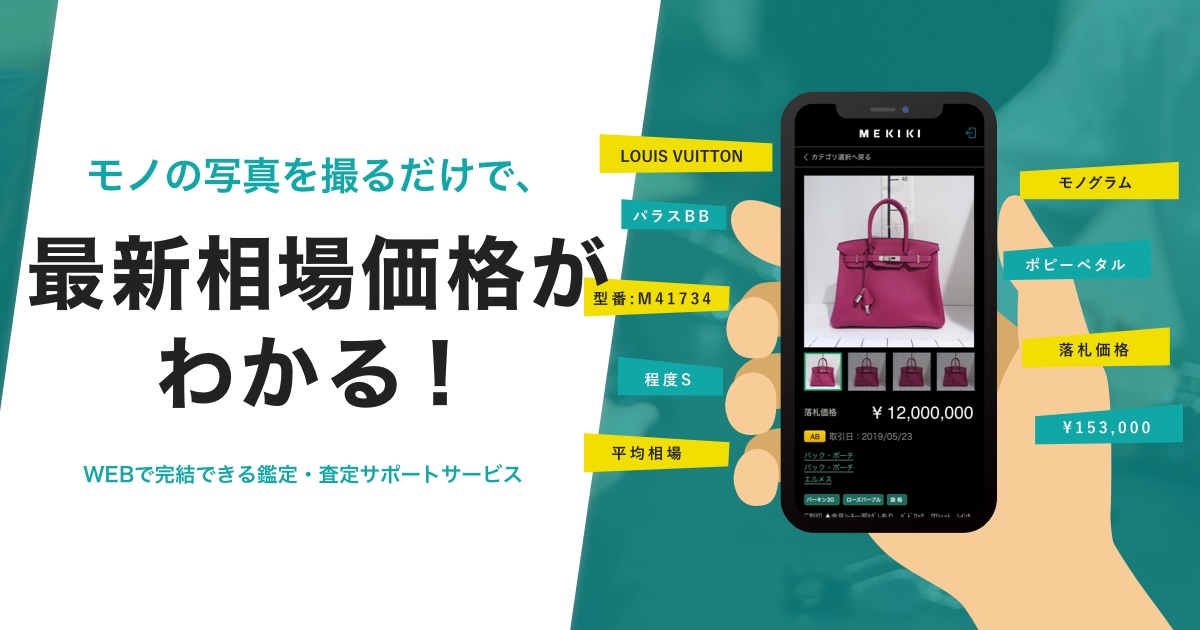 モノの写真を撮るだけで、
最新相場価格が
わかる！
WEBで完結できる鑑定・査定サポートサービス
LOUIS VUITTON
パラスBB
型番:M41734
程度S
平均相場
MEKIKI
カテゴリ選択へ戻る
40
落札価格
¥12,000,000
AB 取引日：2019/05/23
バック・ポーチ
バック・ポーチ
エルメス
バーキン30 ローズパープル
モノグラム
ポピーペタル
落札価格
¥153,000